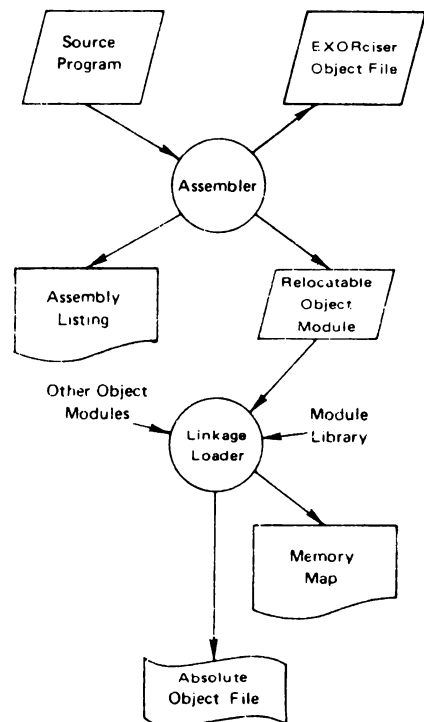 Source
Program
EXORciser
Object File
Assembler
Assembly
Listing
Relocatable
Object
Module
Other Object
Modules
Linkage
Loader
Module
Library
Memory
Map
Absolute
Object File